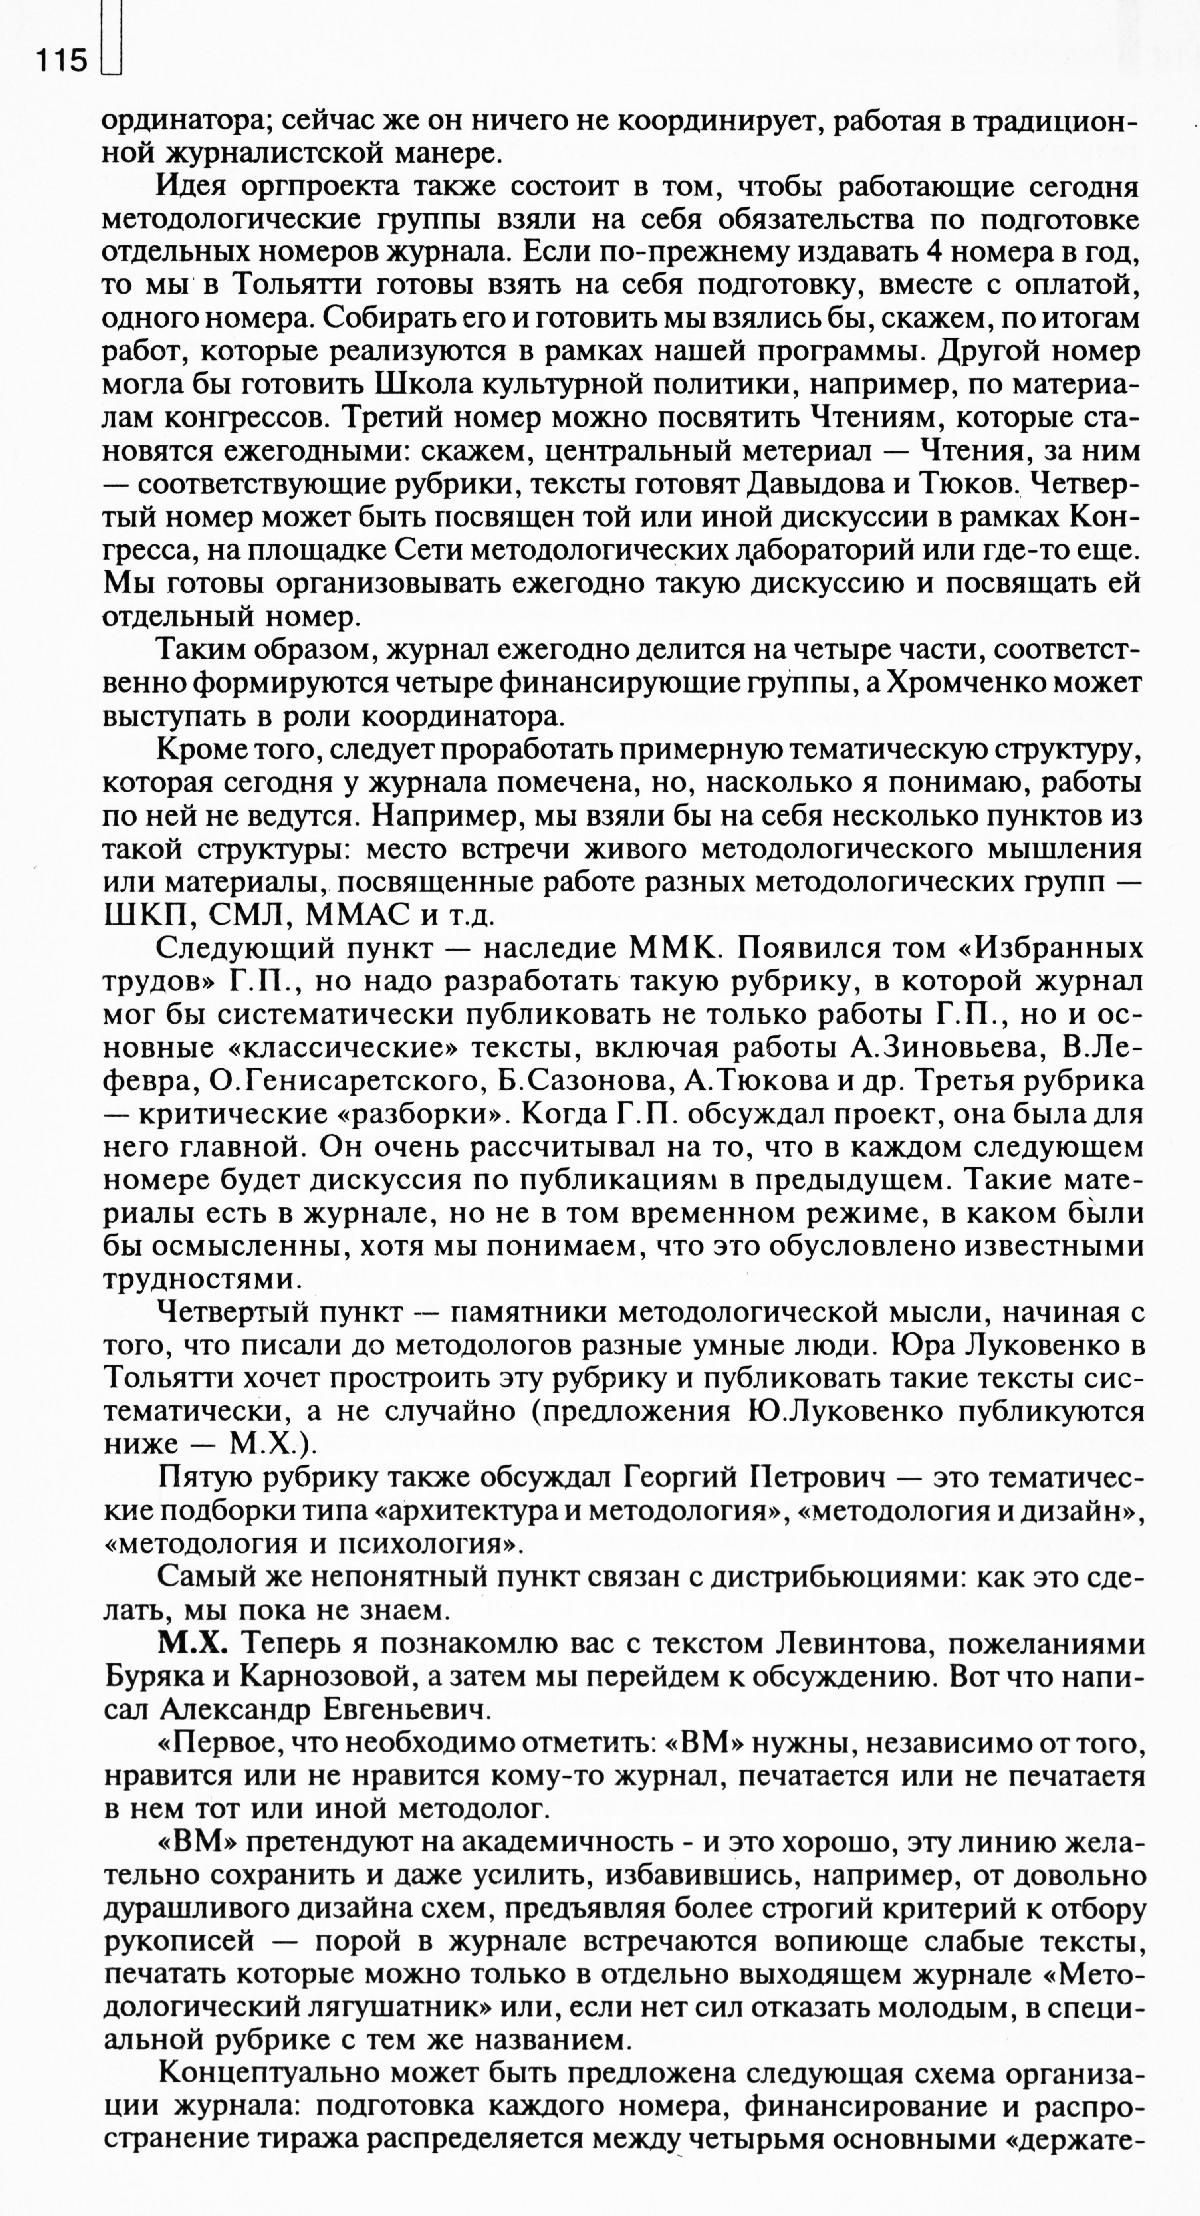 115
ординатора; сейчас же он ничего не координирует, работая в традицион-
ной журналистской манере.
Идея оргпроекта также состоит в том, чтобы работающие сегодня
методологические группы взяли на себя обязательства по подготовке
отдельных номеров журнала. Если по-прежнему издавать 4 номера в год,
то мы в Тольятти готовы взять на себя подготовку, вместе с оплатой,
одного номера. Собирать его и готовить мы взялись бы, скажем, по итогам
работ, которые реализуются в рамках нашей программы. Другой номер
могла бы готовить Школа культурной политики, например, по материа-
лам конгрессов. Третий номер можно посвятить Чтениям, которые ста-
новятся ежегодными: скажем, центральный метериал — Чтения, за ним
— соответствующие рубрики, тексты готовят Давыдова и Тюков. Четвер-
тый номер может быть посвящен той или иной дискуссии в рамках Кон-
гресса, на площадке Сети методологических лабораторий или где-то еще.
Мы готовы организовывать ежегодно такую дискуссию и посвящать ей
отдельный номер.
Таким образом, журнал ежегодно делится на четыре части, соответст-
венно формируются четыре финансирующие группы, а Хромченко может
выступать в роли координатора.
Кроме того, следует проработать примерную тематическую структуру,
которая сегодня у журнала помечена, но, насколько я понимаю, работы
по ней не ведутся. Например, мы взяли бы на себя несколько пунктов из
такой структуры: место встречи живого методологического мышления
или материалы, посвященные работе разных методологических групп —
ШКП, СМЛ, ММАС и т.д.
Следующий пункт — наследие ММК. Появился том «Избранных
трудов» Г.П., но надо разработать такую рубрику, в которой журнал
мог бы систематически публиковать не только работы Г.П., но и ос-
новные «классические» тексты, включая работы А.Зиновьева, В.Ле-
февра, О.Генисаретского, Б.Сазонова, А.Тюкова и др. Третья рубрика
— критические «разборки». Когда Г.П. обсуждал проект, она была для
него главной. Он очень рассчитывал на то, что в каждом следующем
номере будет дискуссия по публикациям в предыдущем. Такие мате-
риалы есть в журнале, но не в том временном режиме, в каком были
бы осмысленны, хотя мы понимаем, что это обусловлено известными
трудностями.
Четвертый пункт — памятники методологической мысли, начиная с
того, что писали до методологов разные умные люди. Юра Луковенко в
Тольятти хочет простроить эту рубрику и публиковать такие тексты сис-
тематически, а не случайно (предложения Ю.Луковенко публикуются
ниже — М.Х.).
Пятую рубрику также обсуждал Георгий Петрович — это тематичес-
кие подборки типа «архитектура и методология», «методология и дизайн»,
«методология и психология».
Самый же непонятный пункт связан с дистрибьюциями: как это сде-
лать, мы пока не знаем.
М.Х. Теперь я познакомлю вас с текстом Левинтова, пожеланиями
Буряка и Карнозовой, а затем мы перейдем к обсуждению. Вот что напи-
сал Александр Евгеньевич.
«Первое, что необходимо отметить: «ВМ» нужны, независимо от того,
нравится или не нравится кому-то журнал, печатается или не печатаетя
в нем тот или иной методолог.
«ВМ» претендуют на академичность - и это хорошо, эту линию жела-
тельно сохранить и даже усилить, избавившись, например, от довольно
дурашливого дизайна схем, предъявляя более строгий критерий к отбору
рукописей — порой в журнале встречаются вопиюще слабые тексты,
печатать которые можно только в отдельно выходящем журнале «Мето-
дологический лягушатник» или, если нет сил отказать молодым, в специ-
альной рубрике с тем же названием.
Концептуально может быть предложена следующая схема организа-
ции журнала: подготовка каждого номера, финансирование и распро-
странение тиража распределяется между четырьмя основными «держате-